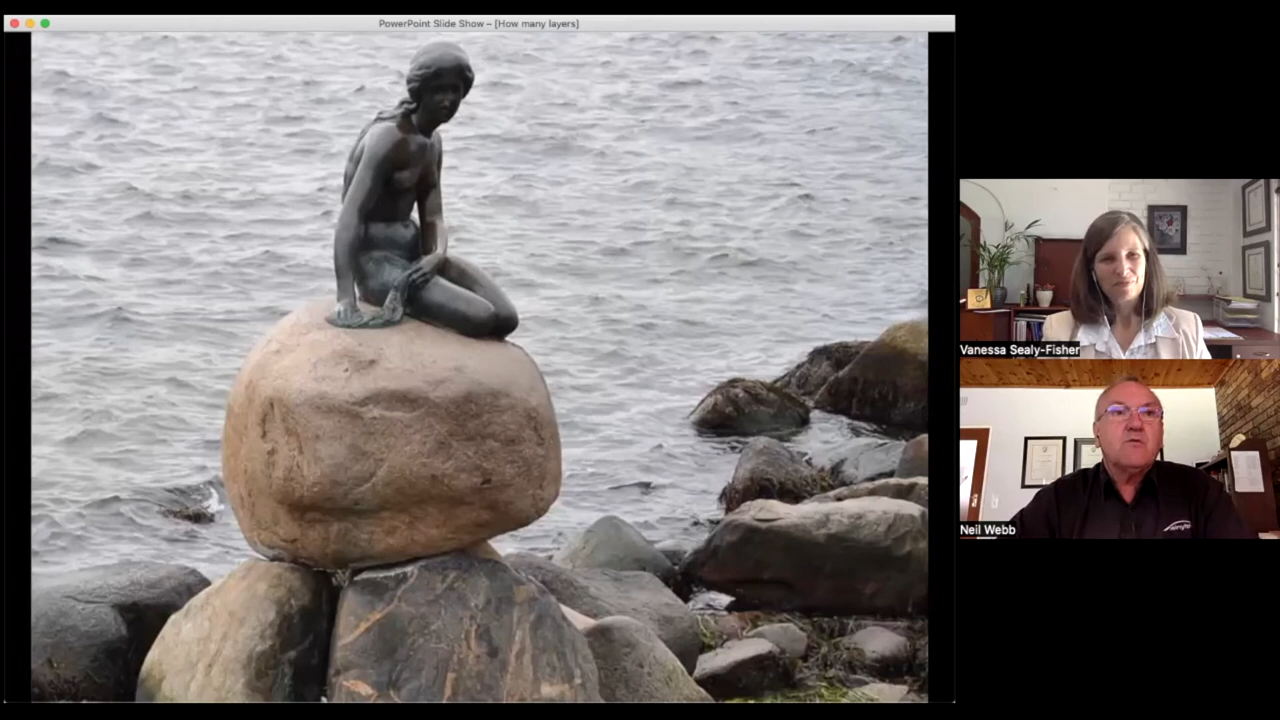 PowerPoint Slide Show – [How many layers]
Vanessa Sealy-Fisher
Neil Webb